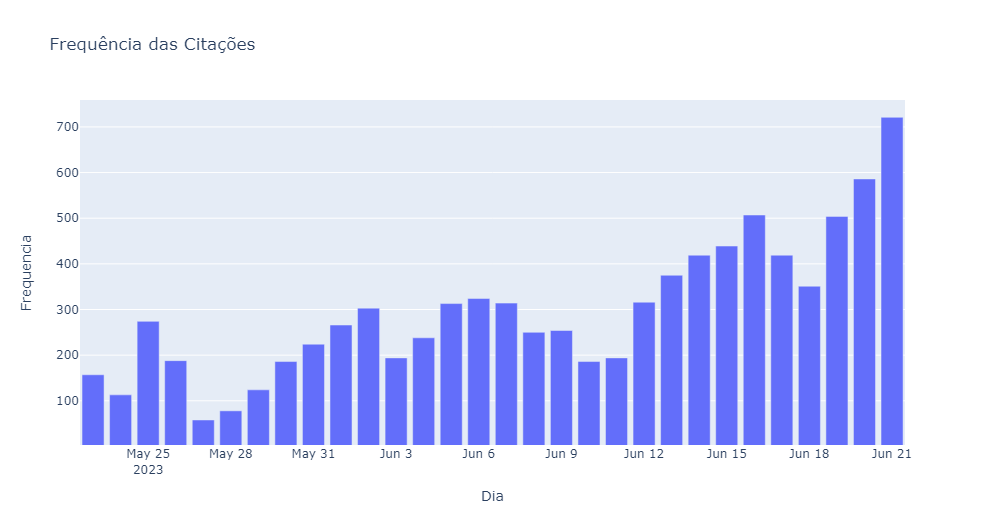 Frequência das Citações
700
600
500
400
300
200
100
Frequencia
May 25
2023
May 28
May 31
Jun 3
Jun 6
Jun 9
Jun 12
Jun 15
Jun 18
Jun 21
Dia